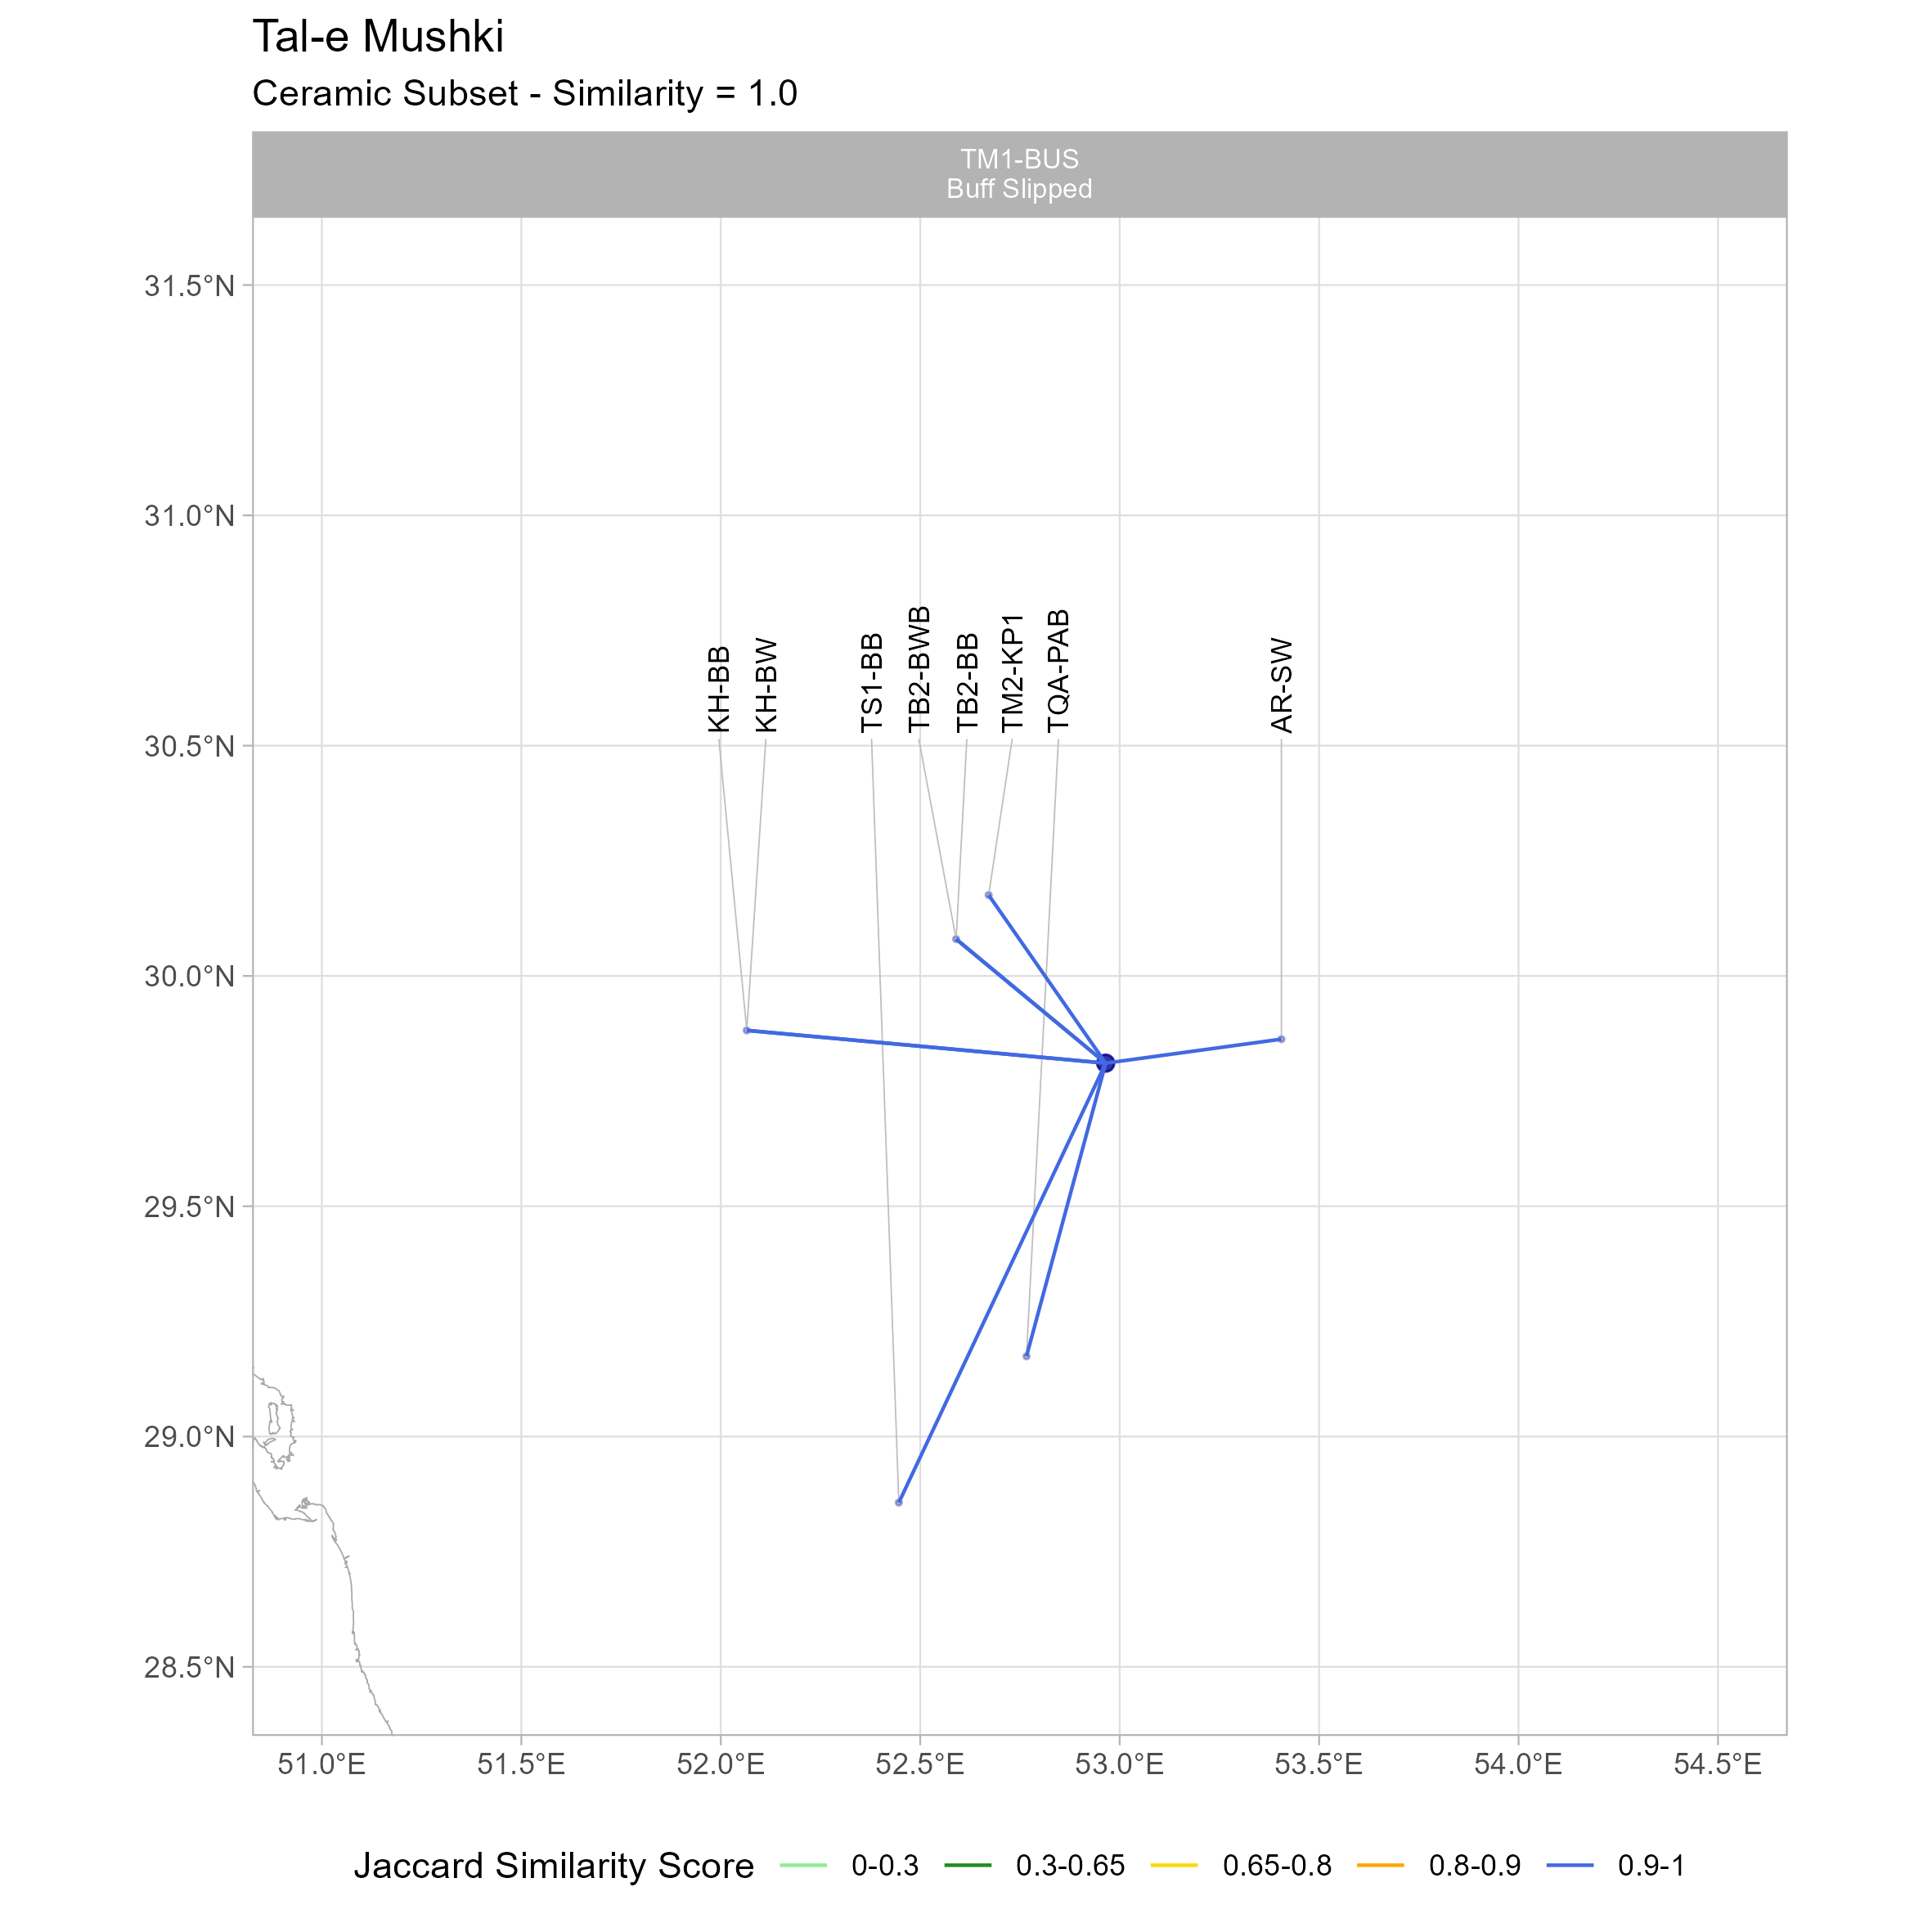 Tal-e Mushki
Ceramic Subset - Similarity = 1.0
TM1-BUS
Buff Slipped
31.5°N
31.0°N
30.5°N
30.0°N
29.5°N
29.0°N
28.5°N
KH-BB
KH-BW
TS1-BB
TB2-BWB
TB2-BB
TM2-KP1
TQA-PAB
AR-SW
51.0°E 51.5°E 52.0°E 52.5°E 53.0°E 53.5°E 54.0°E 54.5°E
Jaccard Similarity Score 0-0.3 0.3-0.65 0.65-0.8 0.8-0.9 0.9-1